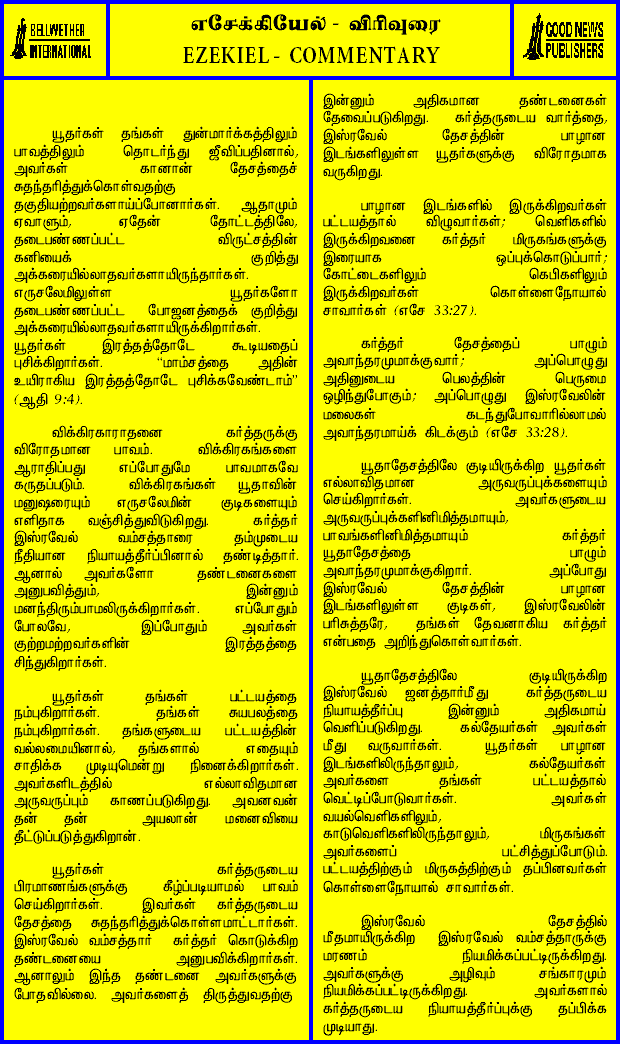 BELLWETHER
INTERNATIONAL
எசேக்கியேல் - விரிவுரை
EZEKIEL - COMMENTARY
GOOD NEWS
PUBLISHERS
யூதர்கள் தங்கள் துன்மார்க்கத்திலும்
பாவத்திலும் தொடர்ந்து ஜீவிப்பதினால்,
அவர்கள் கானான் தேசத்தைச்
சுதந்தரித்துக்கொள்வதற்கு
தகுதியற்றவர்களாய்ப்போனார்கள். ஆதாமும்
ஏவாளும், ஏதேன் தோட்டத்திலே,
தடைபண்ணப்பட்ட விருட்சத்தின்
கனியைக் குறித்து
அக்கரையில்லாதவர்களாயிருந்தார்கள்.
எருசலேமிலுள்ள யூதர்களோ
தடைபண்ணப்பட்ட போஜனத்தைக் குறித்து
அக்கரையில்லாதவர்களாயிருக்கிறார்கள்.
யூதர்கள் இரத்தத்தோடே கூடியதைப்
புசிக்கிறார்கள். “மாம்சத்தை அதின்
உயிராகிய இரத்தத்தோடே புசிக்கவேண்டாம்”
(ஆதி 9:4).
விக்கிரகாராதனை கர்த்தருக்கு
விரோதமான பாவம். விக்கிரகங்களை
ஆராதிப்பது எப்போதுமே பாவமாகவே
கருதப்படும். விக்கிரகங்கள் யூதாவின்
மனுஷரையும் எருசலேமின் குடிகளையும்
எளிதாக வஞ்சித்துவிடுகிறது. கர்த்தர்
இஸ்ரவேல் வம்சத்தாரை தம்முடைய
நீதியான நியாயத்தீர்ப்பினால் தண்டித்தார்.
ஆனால் அவர்களோ தண்டனைகளை
அனுபவித்தும், இன்னும்
மனந்திரும்பாமலிருக்கிறார்கள். எப்போதும்
போலவே, இப்போதும் அவர்கள்
குற்றமற்றவர்களின் இரத்தத்தை
சிந்துகிறார்கள்.
யூதர்கள் தங்கள் பட்டயத்தை
நம்புகிறார்கள். தங்கள் சுயபலத்தை
நம்புகிறார்கள். தங்களுடைய பட்டயத்தின்
வல்லமையினால், தங்களால் எதையும்
சாதிக்க முடியுமென்று நினைக்கிறார்கள்.
அவர்களிடத்தில் எல்லாவிதமான
அருவருப்பும் காணப்படுகிறது. அவனவன்
தன் தன் அயலான் மனைவியை
தீட்டுப்படுத்துகிறான்.
யூதர்கள் கர்த்தருடைய
பிரமாணங்களுக்கு கீழ்ப்படியாமல் பாவம்
செய்கிறார்கள். இவர்கள் கர்த்தருடைய
தேசத்தை சுதந்தரித்துக்கொள்ளமாட்டார்கள்.
இஸ்ரவேல் வம்சத்தார் கர்த்தர் கொடுக்கிற
தண்டனையை அனுபவிக்கிறார்கள்.
ஆனாலும் இந்த தண்டனை அவர்களுக்கு
போதவில்லை. அவர்களைத் திருத்துவதற்கு
இன்னும் அதிகமான தண்டனைகள்
தேவைப்படுகிறது. கர்த்தருடைய வார்த்தை,
இஸ்ரவேல் தேசத்தின் பாழான
இடங்களிலுள்ள யூதர்களுக்கு விரோதமாக
வருகிறது.
பாழான இடங்களில் இருக்கிறவர்கள்
பட்டயத்தால் விழுவார்கள்; வெளிகளில்
இருக்கிறவனை கர்த்தர் மிருகங்களுக்கு
இரையாக ஒப்புக்கொடுப்பார்;
கோட்டைகளிலும் கெபிகளிலும்
இருக்கிறவர்கள் கொள்ளைநோயால்
சாவார்கள் (எசே 33:27).
கர்த்தர் தேசத்தைப் பாழும்
அவாந்தரமுமாக்குவார்; அப்பொழுது
அதினுடைய பெலத்தின் பெருமை
ஒழிந்துபோகும்; அப்பொழுது இஸ்ரவேலின்
மலைகள் கடந்துபோவாரில்லாமல்
அவாந்தரமாய்க் கிடக்கும் (எசே 33:28).
யூதாதேசத்திலே குடியிருக்கிற யூதர்கள்
எல்லாவிதமான அருவருப்புக்களையும்
செய்கிறார்கள். அவர்களுடைய
அருவருப்புக்களினிமித்தமாயும்,
பாவங்களினிமித்தமாயும் கர்த்தர்
யூதாதேசத்தை பாழும்
அவாந்தரமுமாக்குகிறார். அப்போது
இஸ்ரவேல் தேசத்தின் பாழான
இடங்களிலுள்ள குடிகள், இஸ்ரவேலின்
பரிசுத்தரே, தங்கள் தேவனாகிய கர்த்தர்
என்பதை அறிந்துகொள்வார்கள்.
யூதாதேசத்திலே குடியிருக்கிற
இஸ்ரவேல் ஜனத்தார்மீது கர்த்தருடைய
நியாயத்தீர்ப்பு இன்னும் அதிகமாய்
வெளிப்படுகிறது. கல்தேயர்கள் அவர்கள்
மீது வருவார்கள். யூதர்கள் பாழான
இடங்களிலிருந்தாலும், கல்தேயர்கள்
அவர்களை தங்கள் பட்டயத்தால்
வெட்டிப்போடுவார்கள். அவர்கள்
வயல்வெளிகளிலும்,
காடுவெளிகளிலிருந்தாலும், மிருகங்கள்
அவர்களைப் பட்சித்துப்போடும்.
பட்டயத்திற்கும் மிருகத்திற்கும் தப்பினவர்கள்
கொள்ளைநோயால் சாவார்கள்.
இஸ்ரவேல் தேசத்தில்
மீதமாயிருக்கிற இஸ்ரவேல் வம்சத்தாருக்கு
மரணம் நியமிக்கப்பட்டிருக்கிறது.
அவர்களுக்கு அழிவும் சங்காரமும்
நியமிக்கப்பட்டிருக்கிறது. அவர்களால்
கர்த்தருடைய நியாயத்தீர்ப்புக்கு தப்பிக்க
முடியாது.